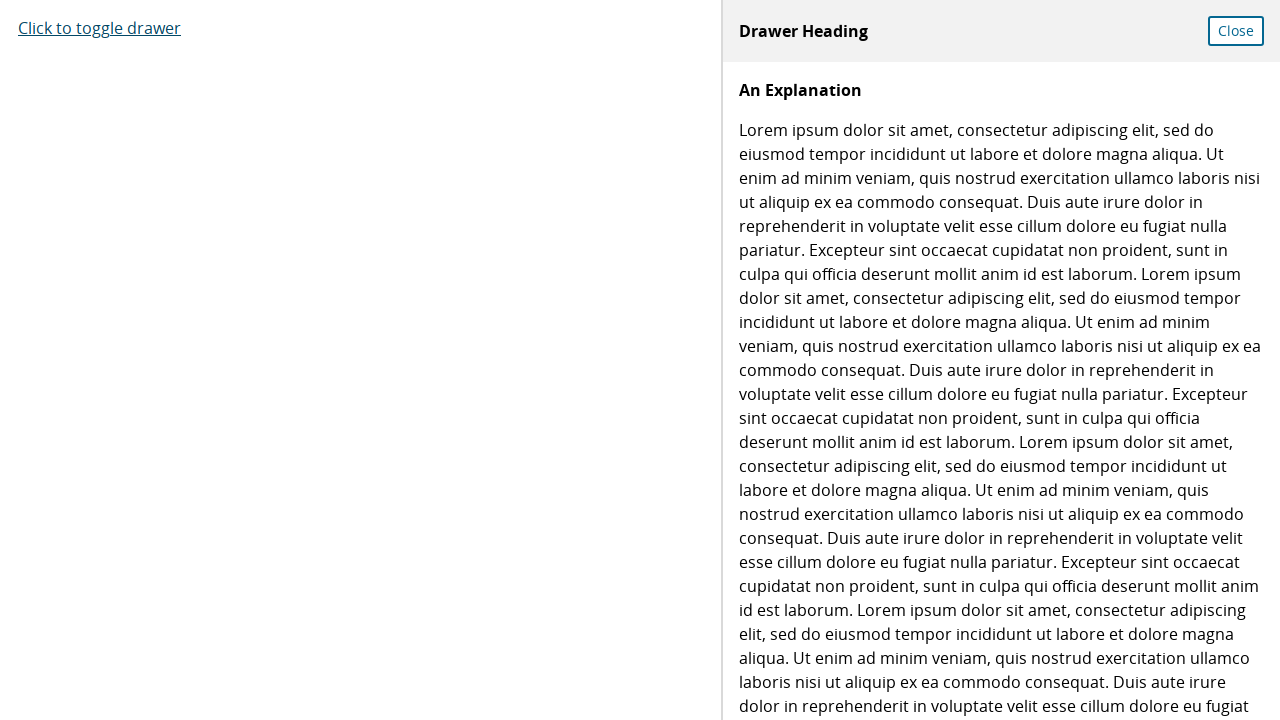 Click to toggle drawer
Drawer Heading
Close
An Explanation
Lorem ipsum dolor sit amet, consectetur adipiscing elit, sed do
eiusmod tempor incididunt ut labore et dolore magna aliqua. Ut
enim ad minim veniam, quis nostrud exercitation ullamco laboris nisi
ut aliquip ex ea commodo consequat. Duis aute irure dolor in
reprehenderit in voluptate velit esse cillum dolore eu fugiat nulla
pariatur. Excepteur sint occaecat cupidatat non proident, sunt in
culpa qui officia deserunt mollit anim id est laborum. Lorem ipsum
dolor sit amet, consectetur adipiscing elit, sed do eiusmod tempor
incididunt ut labore et dolore magna aliqua. Ut enim ad minim
veniam, quis nostrud exercitation ullamco laboris nisi ut aliquip ex ea
commodo consequat. Duis aute irure dolor in reprehenderit in
voluptate velit esse cillum dolore eu fugiat nulla pariatur. Excepteur
sint occaecat cupidatat non proident, sunt in culpa qui officia
deserunt mollit anim id est laborum. Lorem ipsum dolor sit amet,
consectetur adipiscing elit, sed do eiusmod tempor incididunt ut
labore et dolore magna aliqua. Ut enim ad minim veniam, quis
nostrud exercitation ullamco laboris nisi ut aliquip ex ea commodo
consequat. Duis aute irure dolor in reprehenderit in voluptate velit
esse cillum dolore eu fugiat nulla pariatur. Excepteur sint occaecat
cupidatat non proident, sunt in culpa qui officia deserunt mollit anim
id est laborum. Lorem ipsum dolor sit amet, consectetur adipiscing
elit, sed do eiusmod tempor incididunt ut labore et dolore magna
aliqua. Ut enim ad minim veniam, quis nostrud exercitation ullamco
laboris nisi ut aliquip ex ea commodo consequat. Duis aute irure
dolor in reprehenderit in voluptate velit esse cillum dolore eu fugiat